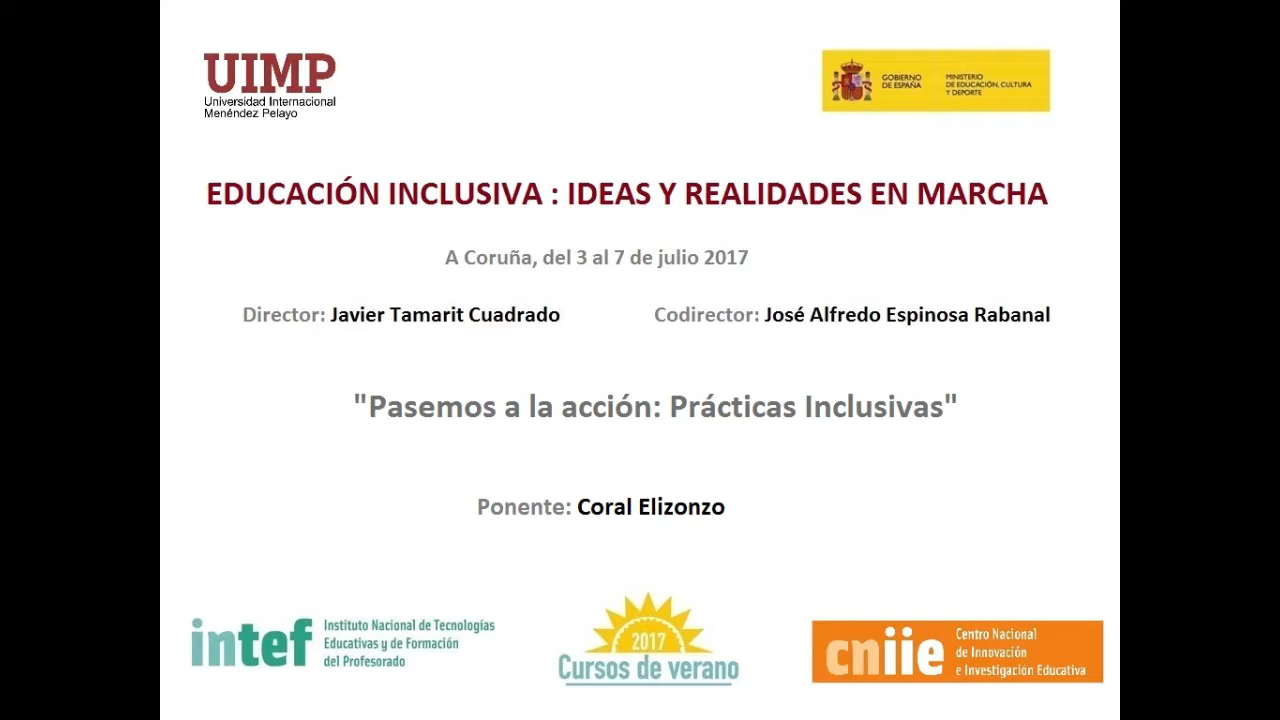 UIMP
Universidad Internacional
Menéndez Pelayo
GOBIERNO
DE ESPAÑA
MINISTERIO
DE EDUCACIÓN, CULTURA
Y DEPORTE
EDUCACIÓN INCLUSIVA : IDEAS Y REALIDADES EN MARCHA
A Coruña, del 3 al 7 de julio 2017
Director: Javier Tamarit Cuadrado
Codirector: José Alfredo Espinosa Rabanal
"Pasemos a la acción: Prácticas Inclusivas"
Ponente: Coral Elizonzo
intef
Instituto Nacional de Tecnologías
Educativas y de Formación
del Profesorado
2017
Cursos de verano
cniie
Centro Nacional
de Innovación
e Investigación Educativa